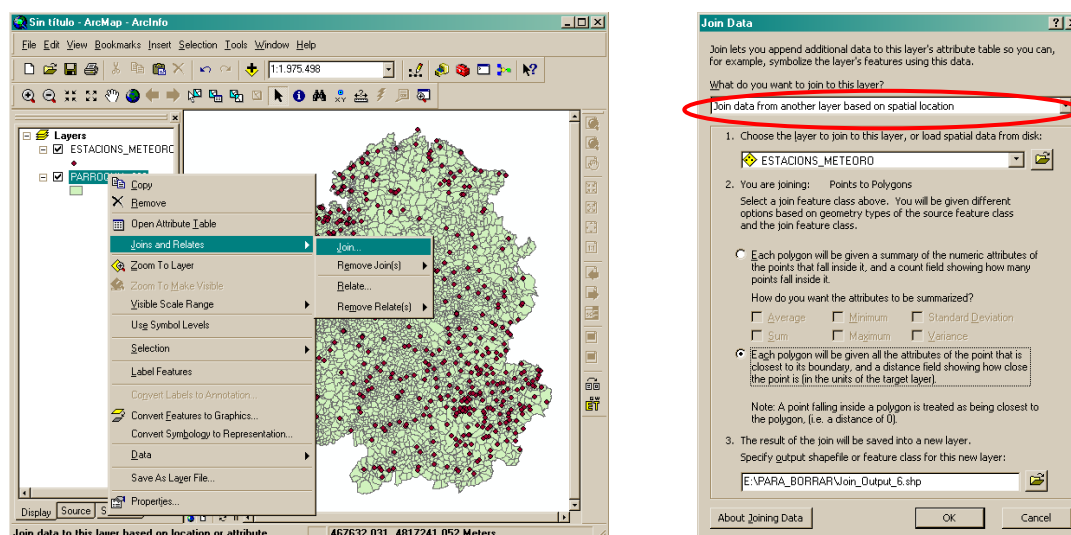 Sin título - ArcMap - ArcInfo
File Edit View Bookmarks Insert Selection Tools Window Help
1:1.975.498
Layers
ESTACIONS_METEORC
Copy
Remove
Open Attribute Table
Joins and Relates
Zoom To Layer
Zoom To Make Visible
Visible Scale Range
Use Symbol Levels
Selection
Label Features
Convert Labels to Annotation...
Convert Features to Graphics...
Convert Symbology to Representation...
Data
Save As Layer File...
Properties...
Join...
Remove Join(s)
Relate...
Remove Relate(s)
ET
Display Source S
Join data to this layer based on location or attribute
467632,031 4817241,052 Meters
Join Data
Join lets you append additional data to this layer's attribute table so you can,
for example, symbolize the layer's features using this data.
What do you want to join to this layer?
Join data from another layer based on spatial location
1. Choose the layer to join to this layer, or load spatial data from disk:
ESTACIONS_METEORO
2. You are joining: Points to Polygons
Select a join feature class above. You will be given different
options based on geometry types of the source feature class
and the join feature class.
Each polygon will be given a summary of the numeric attributes of
the points that fall inside it, and a count field showing how many
points fall inside it.
How do you want the attributes to be summarized?
Average Minimum Standard Deviation
Sum Maximum Variance
Each polygon will be given all the attributes of the point that is
closest to its boundary, and a distance field showing how close
the point is (in the units of the target layer).
Note: A point falling inside a polygon is treated as being closest to
the polygon, (i.e. a distance of 0).
3. The result of the join will be saved into a new layer.
Specify output shapefile or feature class for this new layer:
E:\PARA_BORRAR\Join_Output_6.shp
About Joining Data OK Cancel